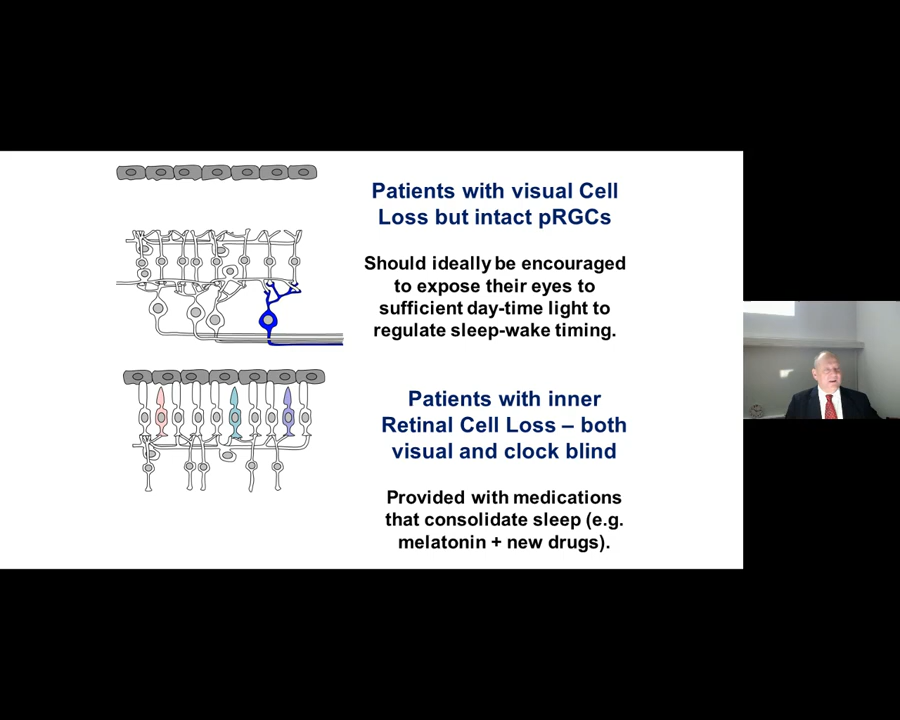 Patients with visual Cell
Loss but intact pRGCs
Should ideally be encouraged
to expose their eyes to
sufficient day-time light to
regulate sleep-wake timing.
Patients with inner
Retinal Cell Loss – both
visual and clock blind
Provided with medications
that consolidate sleep (e.g.
melatonin + new drugs).